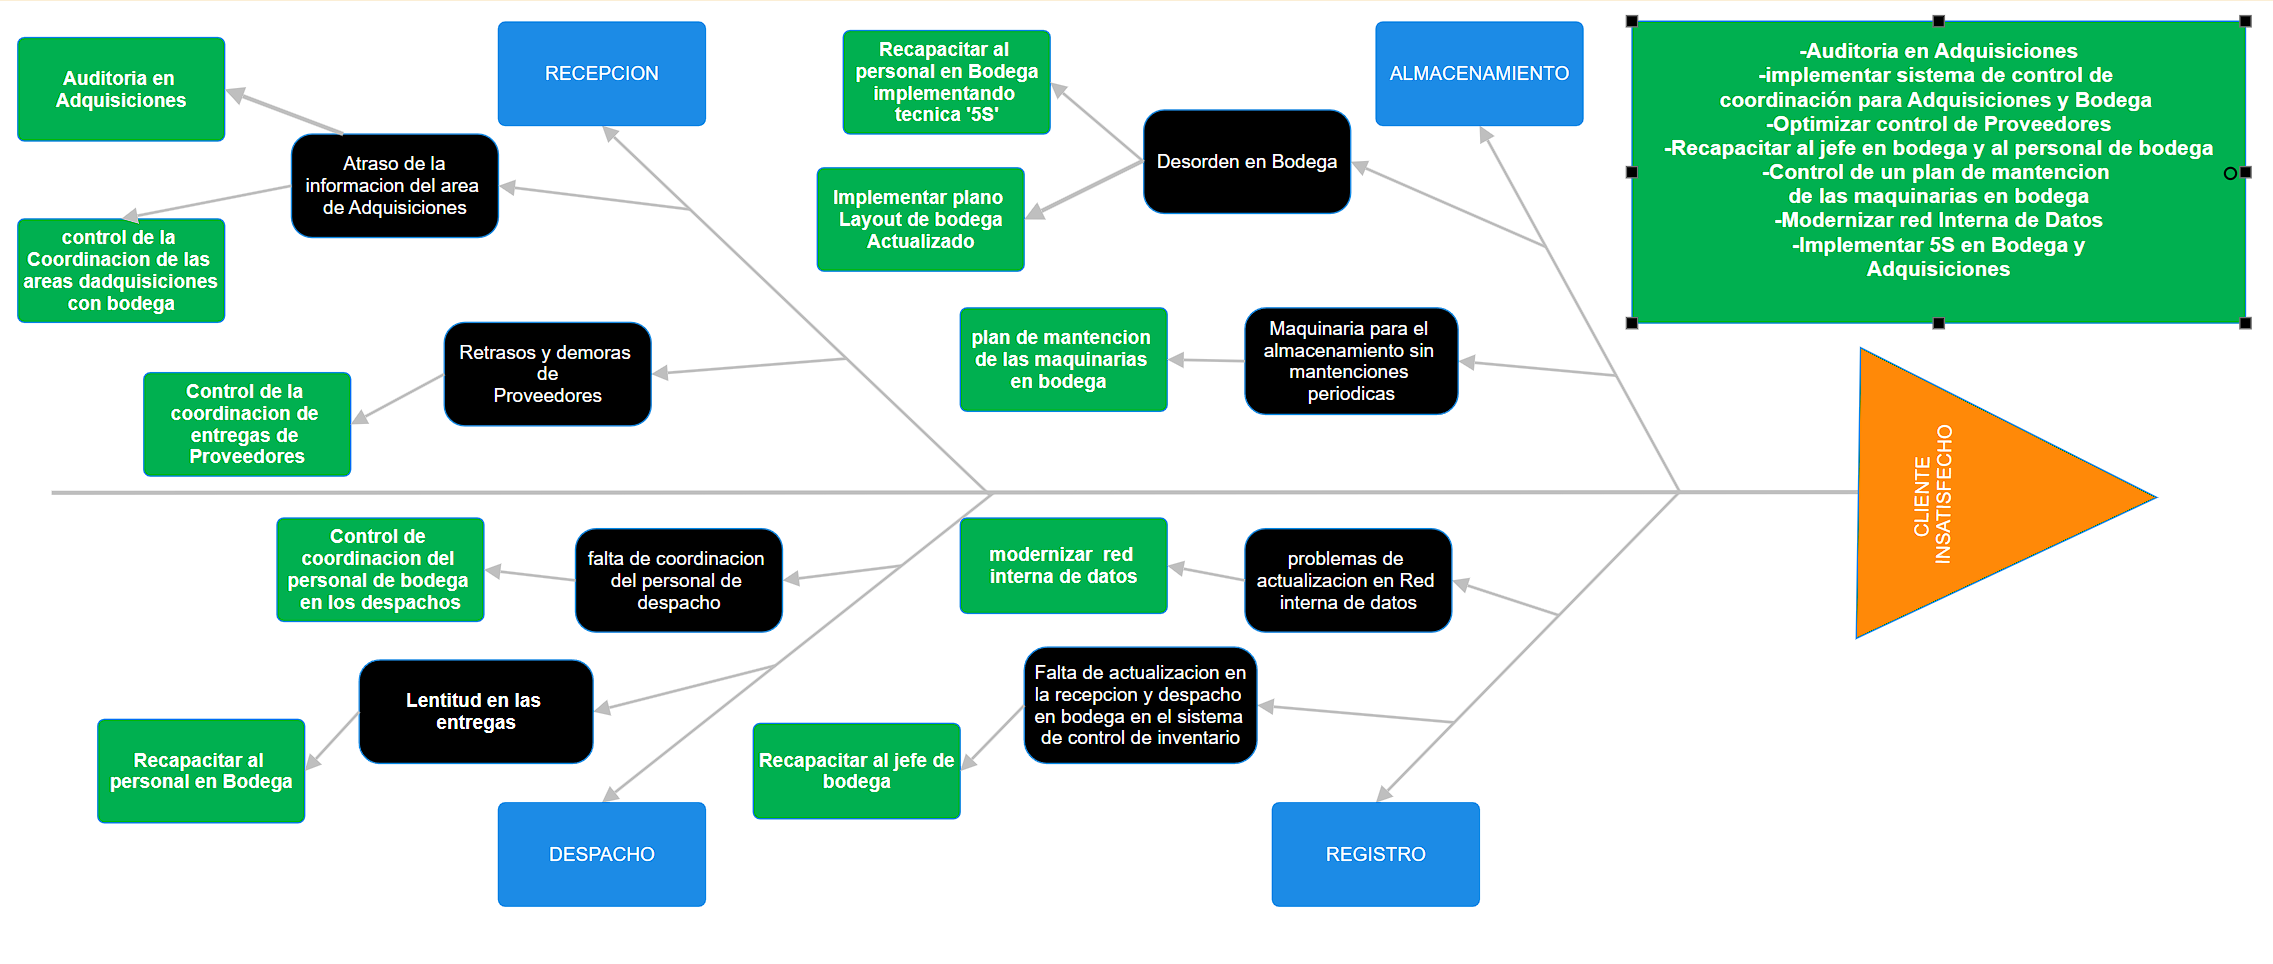 Auditoria en
Adquisiciones
RECEPCION
Recapacitar al
personal en Bodega
implementando
tecnica '5S'
ALMACENAMIENTO
-Auditoria en Adquisiciones
-implementar sistema de control de
coordinación para Adquisiciones y Bodega
-Optimizar control de Proveedores
-Recapacitar al jefe en bodega y al personal de bodega
-Control de un plan de mantencion
de las maquinarias en bodega
-Modernizar red Interna de Datos
-Implementar 5S en Bodega y
Adquisiciones
Atraso de la
informacion del area
de Adquisiciones
Desorden en Bodega
Implementar plano
Layout de bodega
Actualizado
control de la
Coordinacion de las
areas dadquisiciones
con bodega
Retrasos y demoras
de
Proveedores
plan de mantencion
de las maquinarias
en bodega
Maquinaria para el
almacenamiento sin
mantenciones
periodicas
Control de la
coordinacion de
entregas de
Proveedores
CLIENTE
INSATISFECHO
Control de
coordinacion del
personal de bodega
en los despachos
falta de coordinacion
del personal de
despacho
modernizar red
interna de datos
problemas de
actualizacion en Red
interna de datos
Lentitud en las
entregas
Falta de actualizacion en
la recepcion y despacho
en bodega en el sistema
de control de inventario
Recapacitar al
personal en Bodega
Recapacitar al jefe de
bodega
DESPACHO
REGISTRO